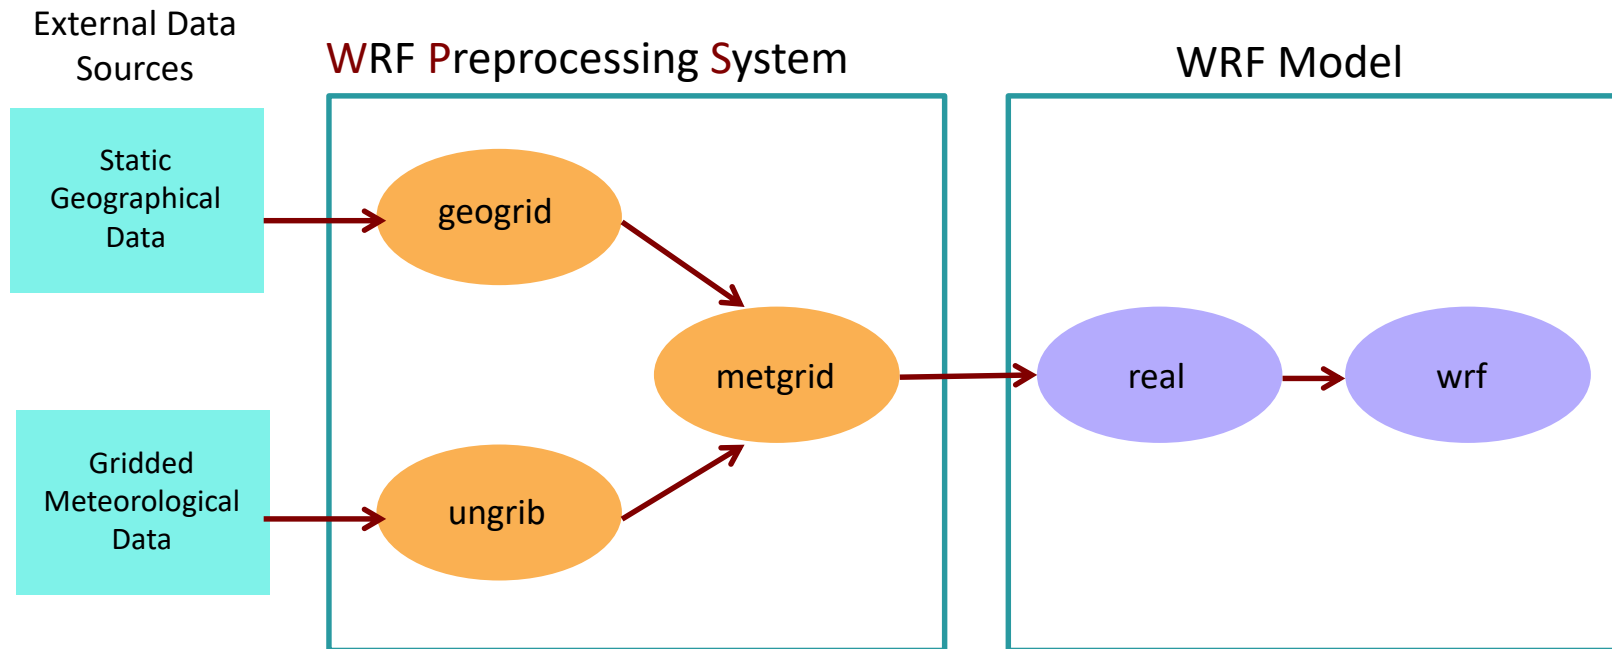 External Data
Sources
WRF Preprocessing System
WRF Model
Static
Geographical
Data
geogrid
metgrid
real
wrf
Gridded
Meteorological
Data
ungrib